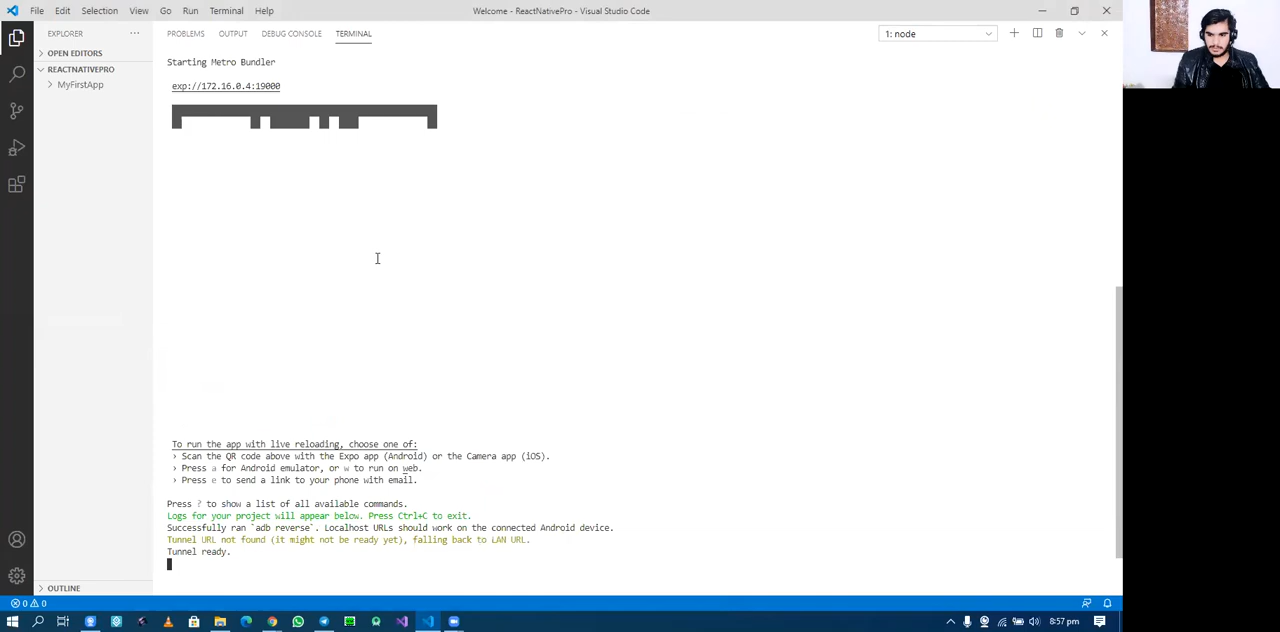 File Edit Selection View Go Run Terminal Help
Welcome - ReactNativePro - Visual Studio Code
EXPLORER ...
OPEN EDITORS
REACTNATIVEPRO
MyFirstApp
OUTLINE
PROBLEMS OUTPUT DEBUG CONSOLE TERMINAL
1: node
Starting Metro Bundler
exp://172.16.0.4:19000
To run the app with live reloading, choose one of:
› Scan the QR code above with the Expo app (Android) or the Camera app (iOS).
› Press a for Android emulator, or w to run on web.
› Press e to send a link to your phone with email.
Press ? to show a list of all available commands.
Logs for your project will appear below. Press Ctrl+C to exit.
Successfully ran `adb reverse`. Localhost URLs should work on the connected Android device.
Tunnel URL not found (it might not be ready yet), falling back to LAN URL.
Tunnel ready.
0 0
8:57 pm